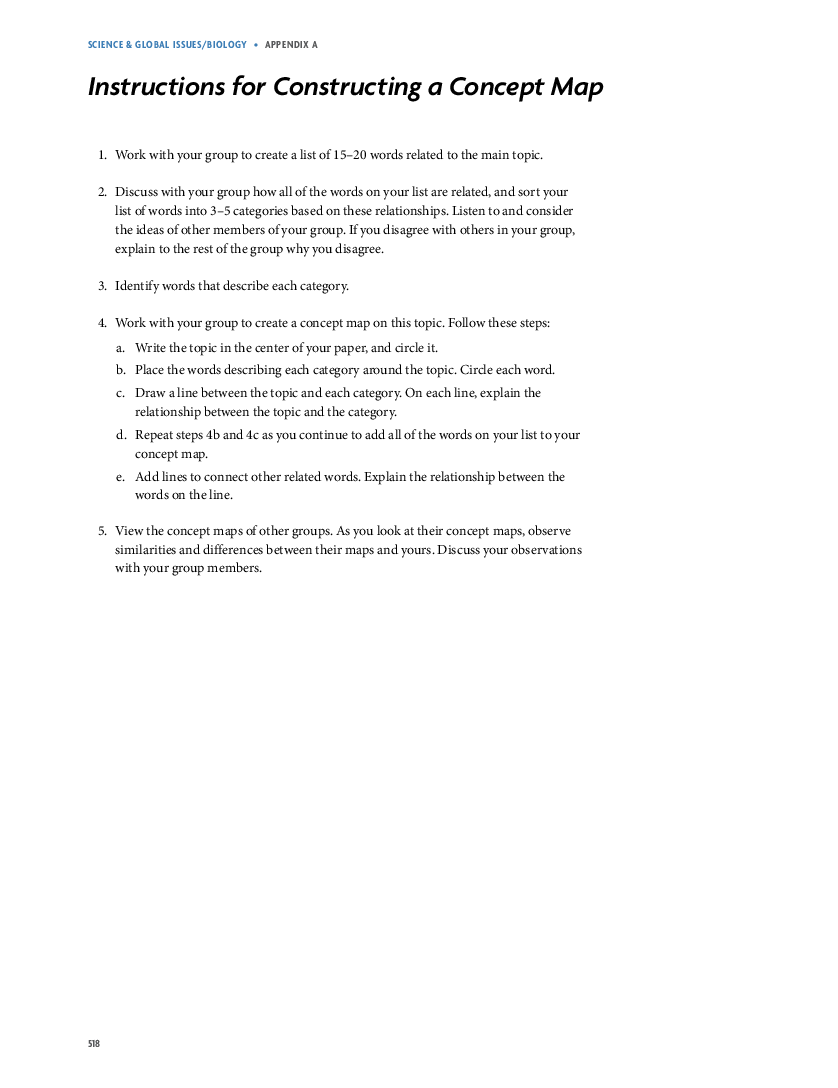 SCIENCE & GLOBAL ISSUES/BIOLOGY • APPENDIX A
Instructions for Constructing a Concept Map
1. Work with your group to create a list of 15–20 words related to the main topic.
2. Discuss with your group how all of the words on your list are related, and sort your
list of words into 3–5 categories based on these relationships. Listen to and consider
the ideas of other members of your group. If you disagree with others in your group,
explain to the rest of the group why you disagree.
3. Identify words that describe each category.
4. Work with your group to create a concept map on this topic. Follow these steps:
a. Write the topic in the center of your paper, and circle it.
b. Place the words describing each category around the topic. Circle each word.
c. Draw a line between the topic and each category. On each line, explain the
relationship between the topic and the category.
d. Repeat steps 4b and 4c as you continue to add all of the words on your list to your
concept map.
e. Add lines to connect other related words. Explain the relationship between the
words on the line.
5. View the concept maps of other groups. As you look at their concept maps, observe
similarities and differences between their maps and yours. Discuss your observations
with your group members.
518